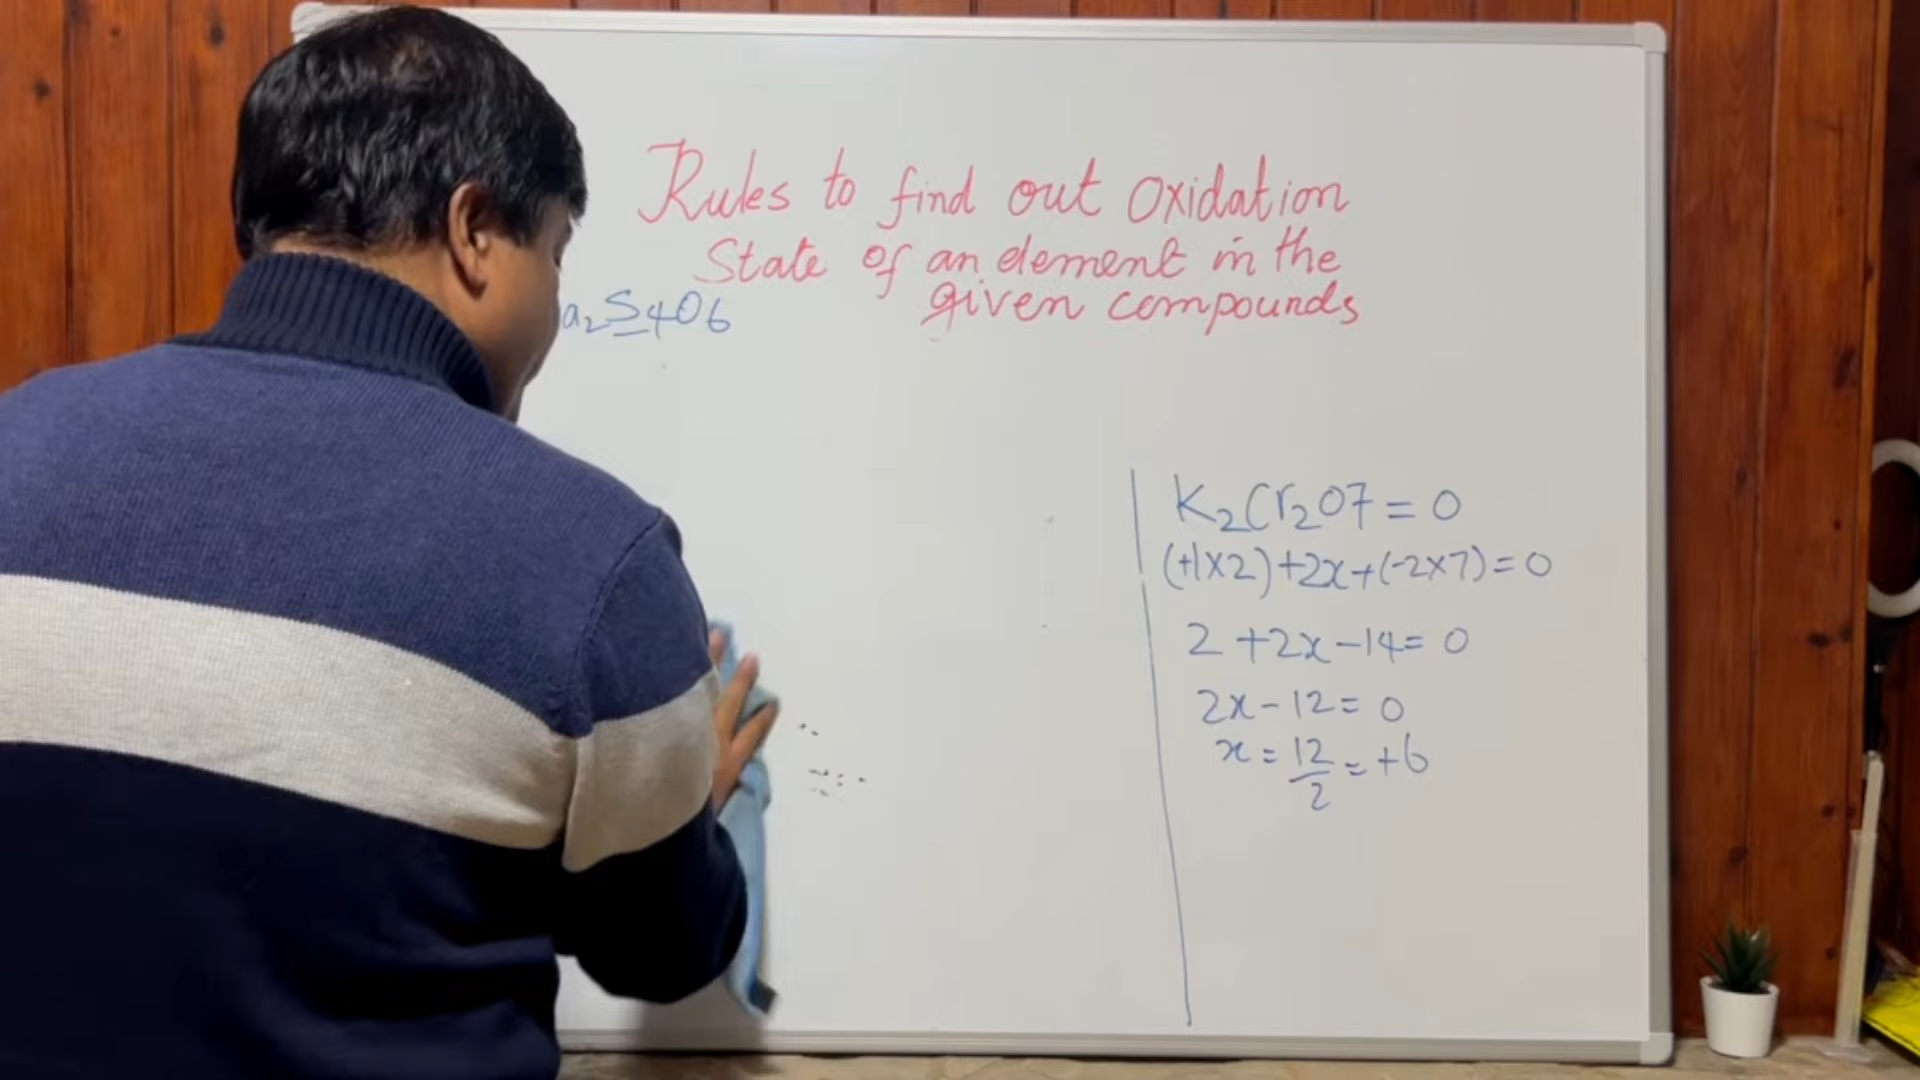 Rules to find out Oxidation
State of an element in the
given compounds
a₂S₄O₆
K₂Cr₂O7 = 0
(+1×2)+2x+(-2×7)=0
2+2x-14=0
2x-12=0
x=12/2=+6